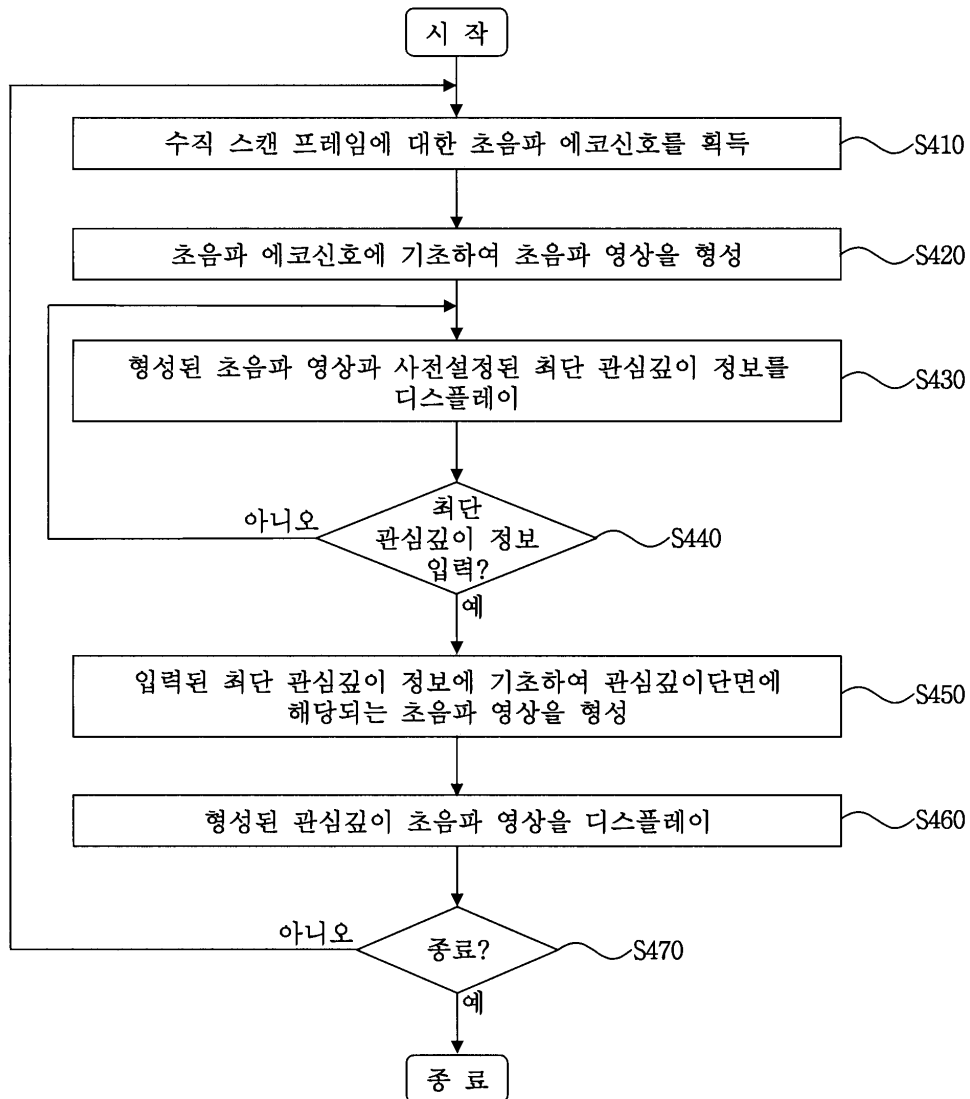 시 작
수직 스캔 프레임에 대한 초음파 에코신호를 획득
S410
초음파 에코신호에 기초하여 초음파 영상을 형성
S420
형성된 초음파 영상과 사전설정된 최단 관심깊이 정보를
디스플레이
S430
최단
관심깊이 정보
입력?
아니오
S440
예
입력된 최단 관심깊이 정보에 기초하여 관심깊이단면에
해당되는 초음파 영상을 형성
S450
형성된 관심깊이 초음파 영상을 디스플레이
S460
아니오
종료?
S470
예
종 료